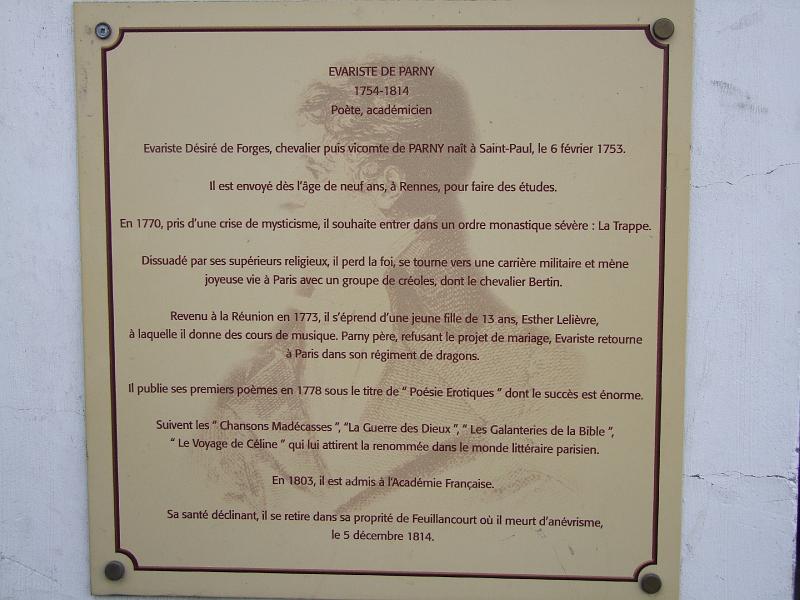 EVARISTE DE PARNY
1754-1814
Poète, académicien
Evariste Désiré de Forges, chevalier puis vicomte de PARNY naît à Saint-Paul, le 6 février 1753.
Il est envoyé dès l'âge de neuf ans, à Rennes, pour faire des études.
En 1770, pris d'une crise de mysticisme, il souhaite entrer dans un ordre monastique sévère : La Trappe.
Dissuadé par ses supérieurs religieux, il perd la foi, se tourne vers une carrière militaire et mène
joyeuse vie à Paris avec un groupe de créoles, dont le chevalier Bertin.
Revenu à la Réunion en 1773, il s'éprend d'une jeune fille de 13 ans, Esther Lelièvre,
à laquelle il donne des cours de musique. Parny père, refusant le projet de mariage, Evariste retourne
à Paris dans son régiment de dragons.
Il publie ses premiers poèmes en 1778 sous le titre de " Poésie Erotiques " dont le succès est énorme.
Suivent les " Chansons Madécasses ", "La Guerre des Dieux ", " Les Galanteries de la Bible ",
" Le Voyage de Céline " qui lui attirent la renommée dans le monde littéraire parisien.
En 1803, il est admis à l'Académie Française.
Sa santé déclinant, il se retire dans sa proprité de Feuillancourt où il meurt d'anévrisme,
le 5 décembre 1814.